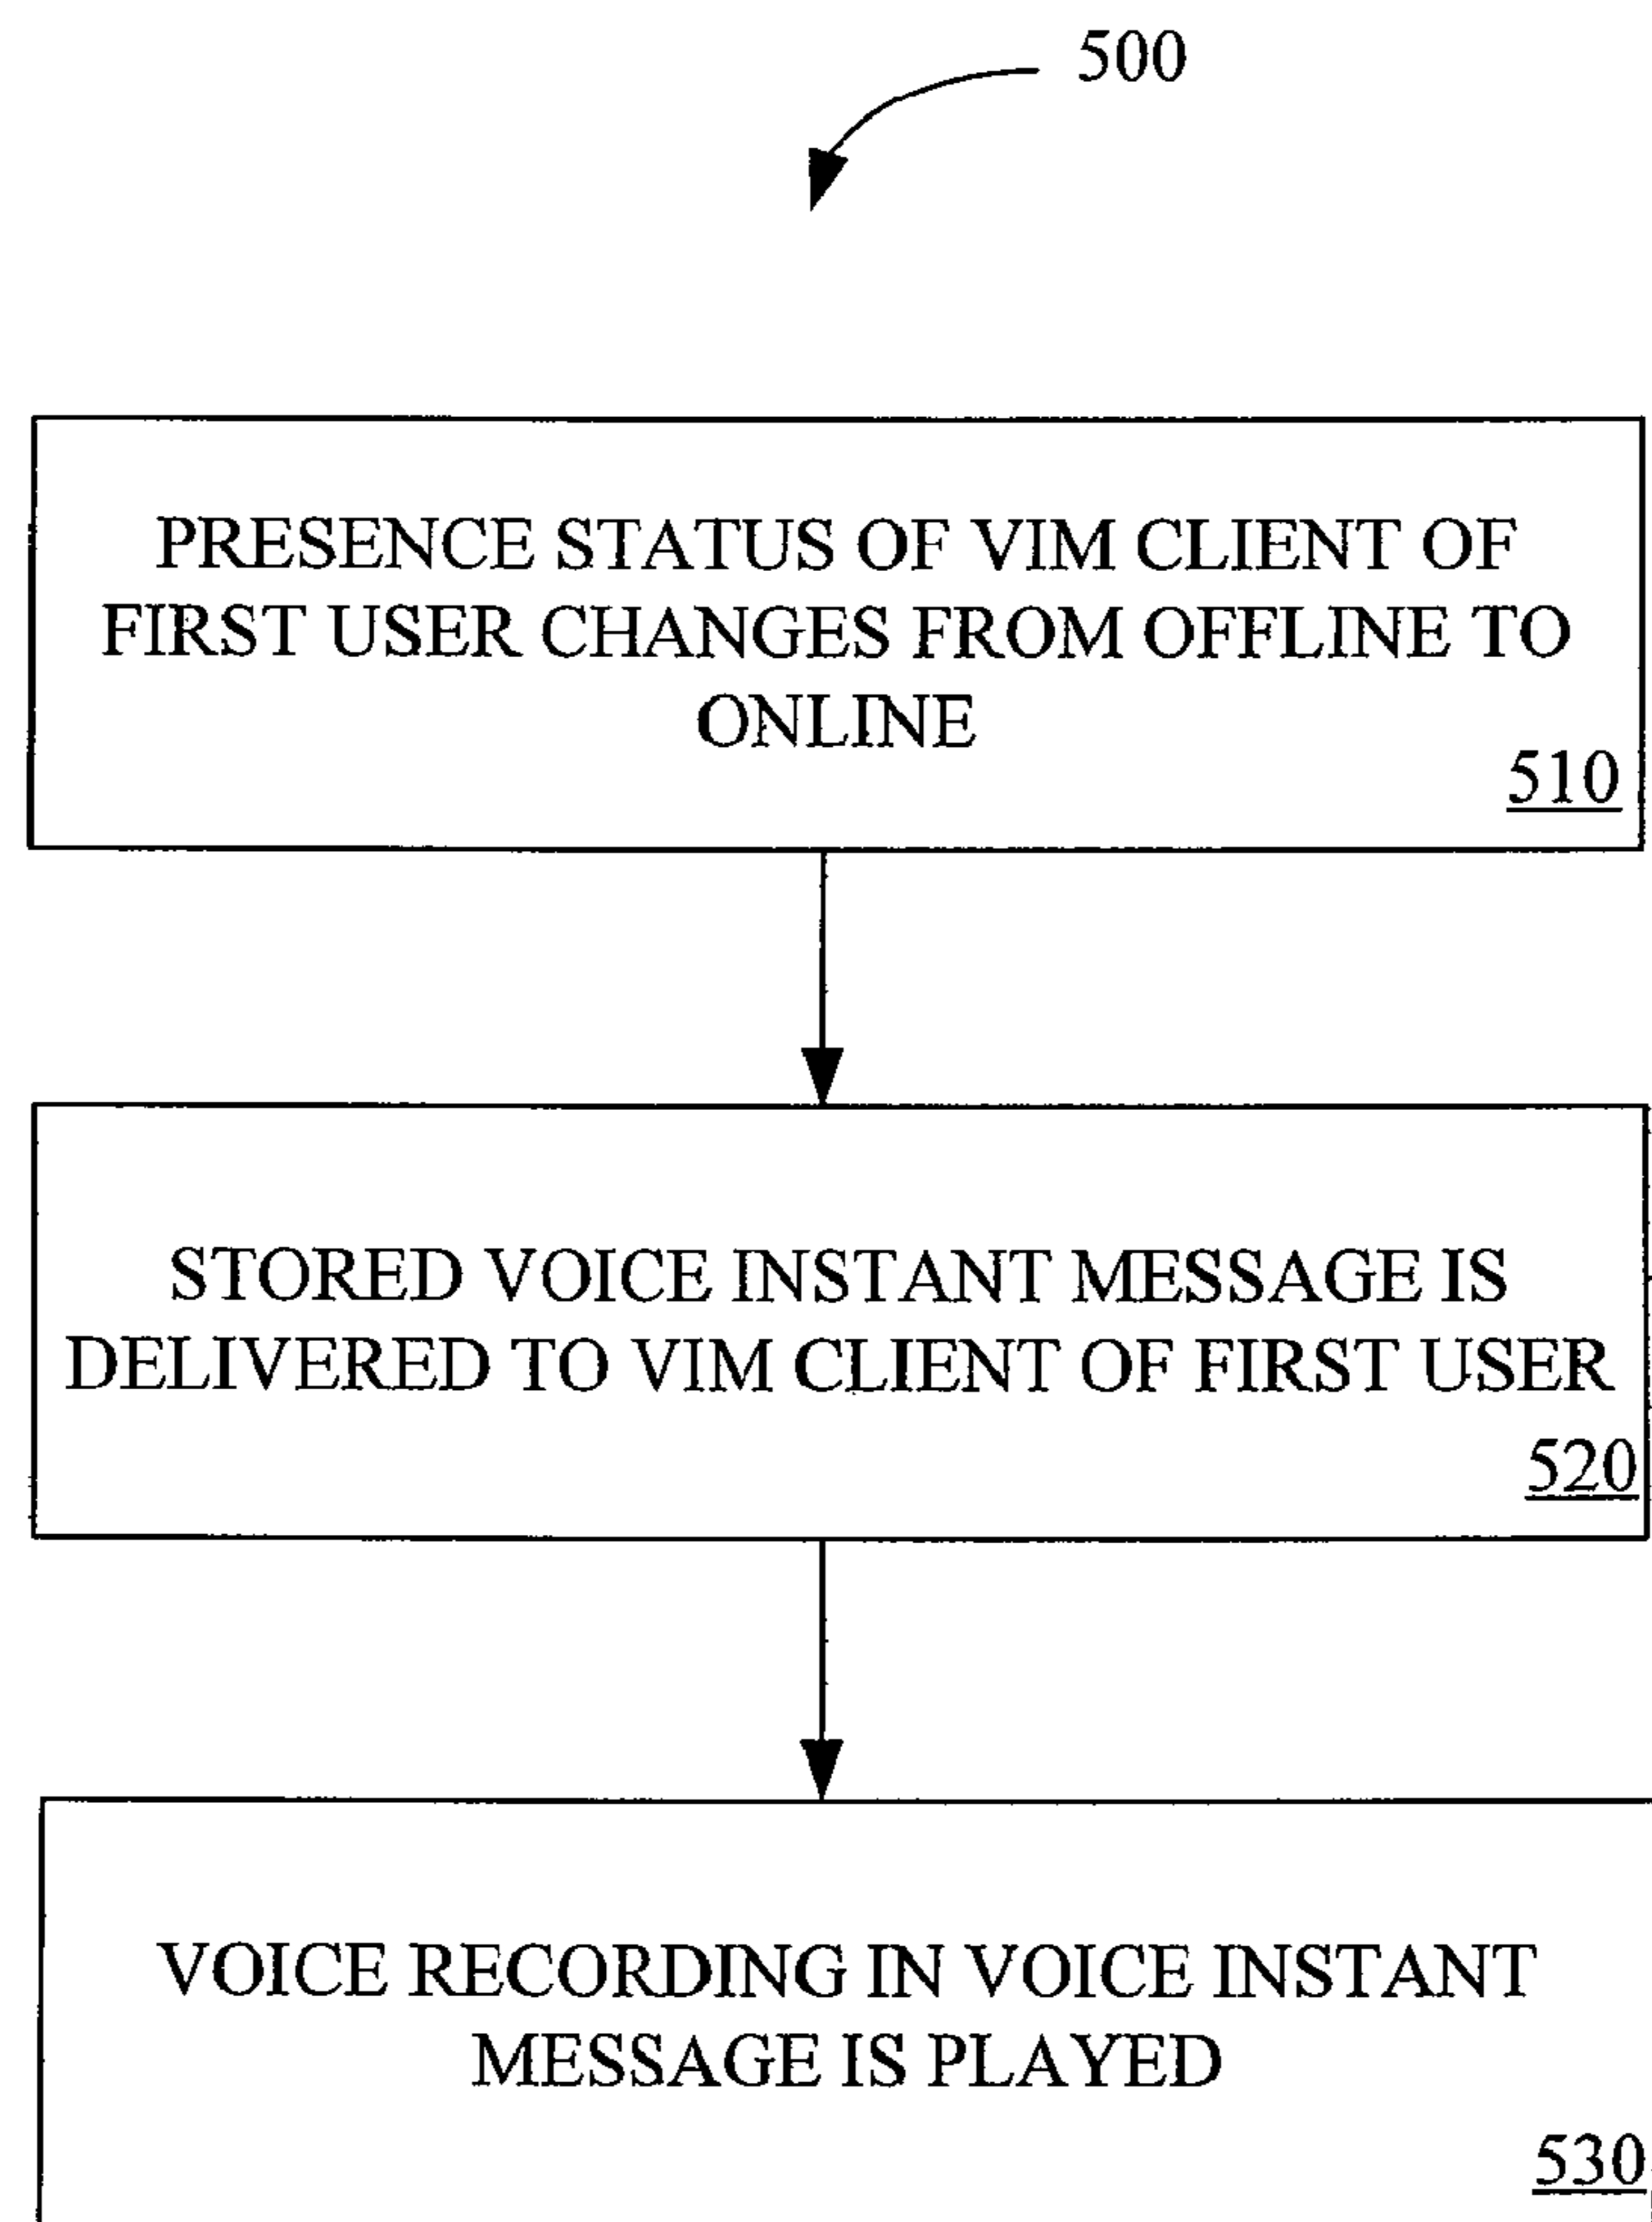 500
PRESENCE STATUS OF VIM CLIENT OF
FIRST USER CHANGES FROM OFFLINE TO
ONLINE
510
STORED VOICE INSTANT MESSAGE IS
DELIVERED TO VIM CLIENT OF FIRST USER
520
VOICE RECORDING IN VOICE INSTANT
MESSAGE IS PLAYED
530